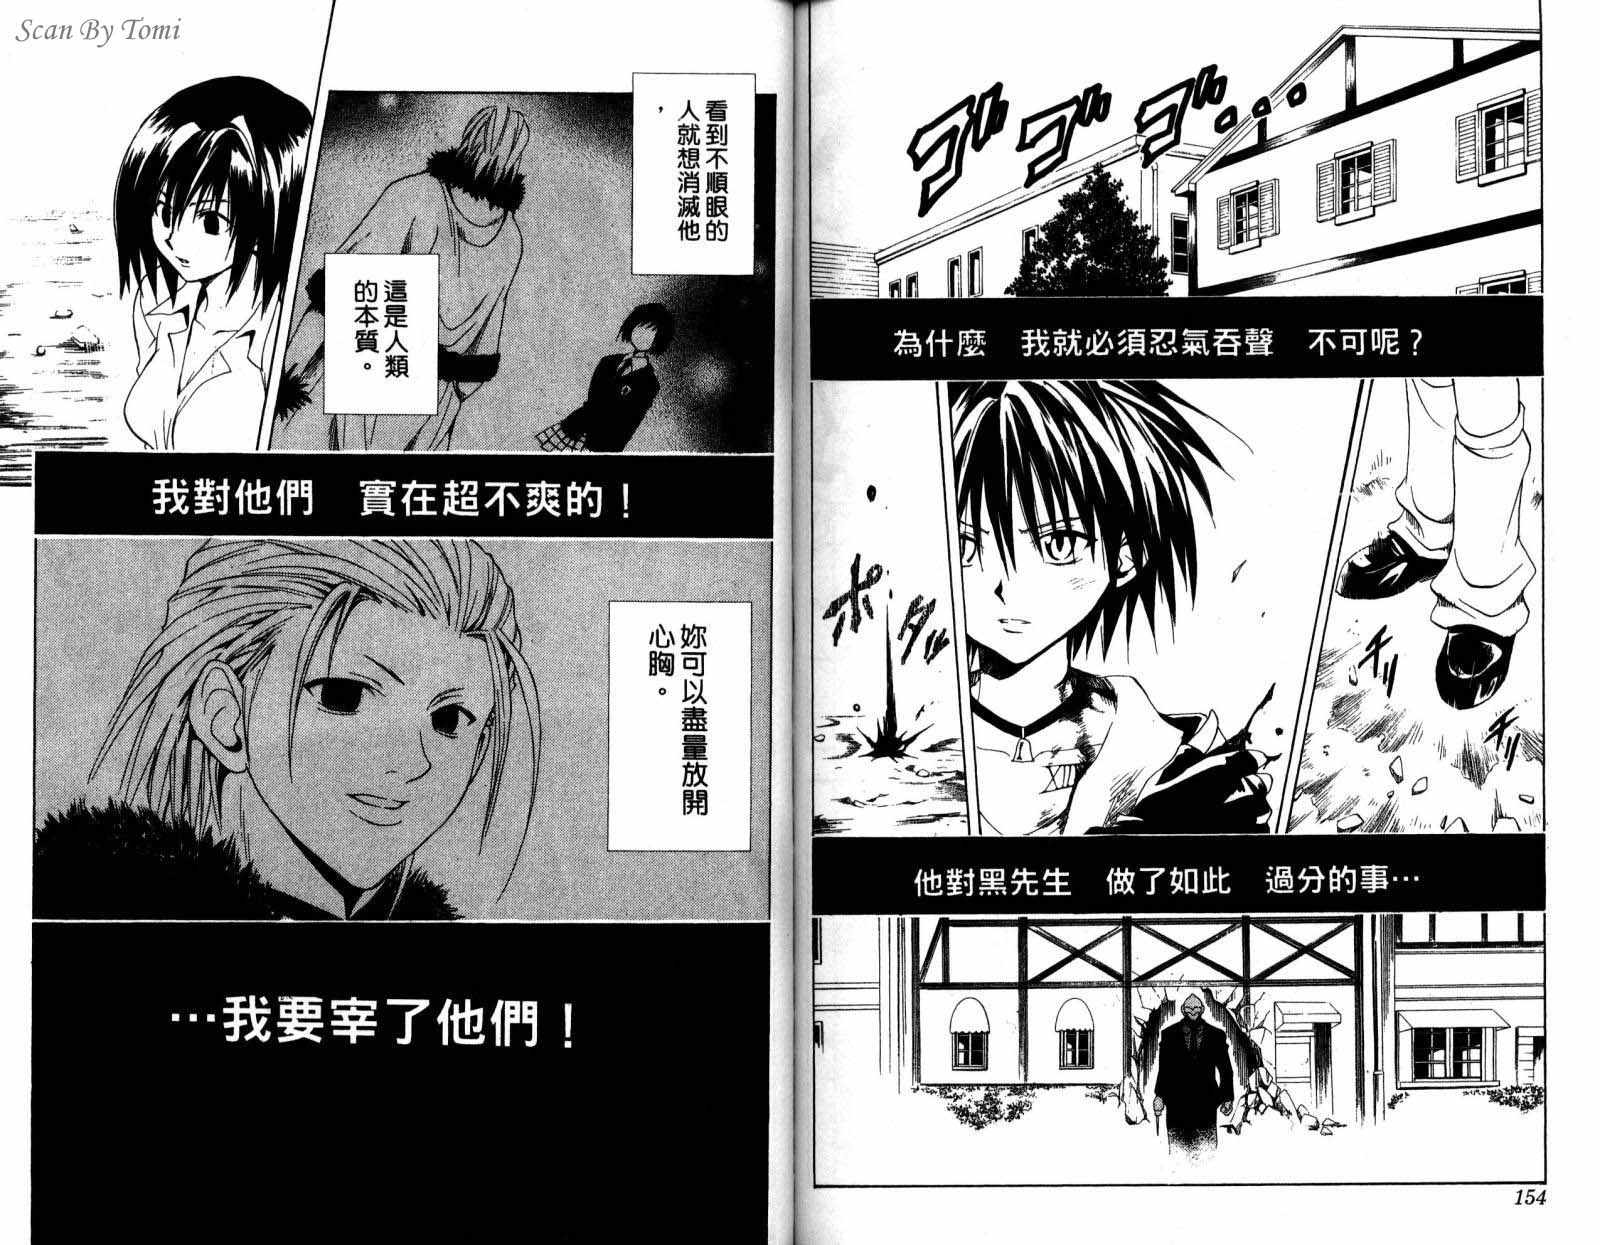 Scan By Tomi
ゴゴゴ…
為什麼 我就必須忍氣吞聲 不可呢？
チッ
チリ
ポタッ
XIII
他對黑先生 做了如此 過分的事…
154
看到不順眼的
人就想消滅他
，
這是人類
的本質。
我對他們 實在超不爽的！
妳可以盡量放開
心胸。
…我要宰了他們！